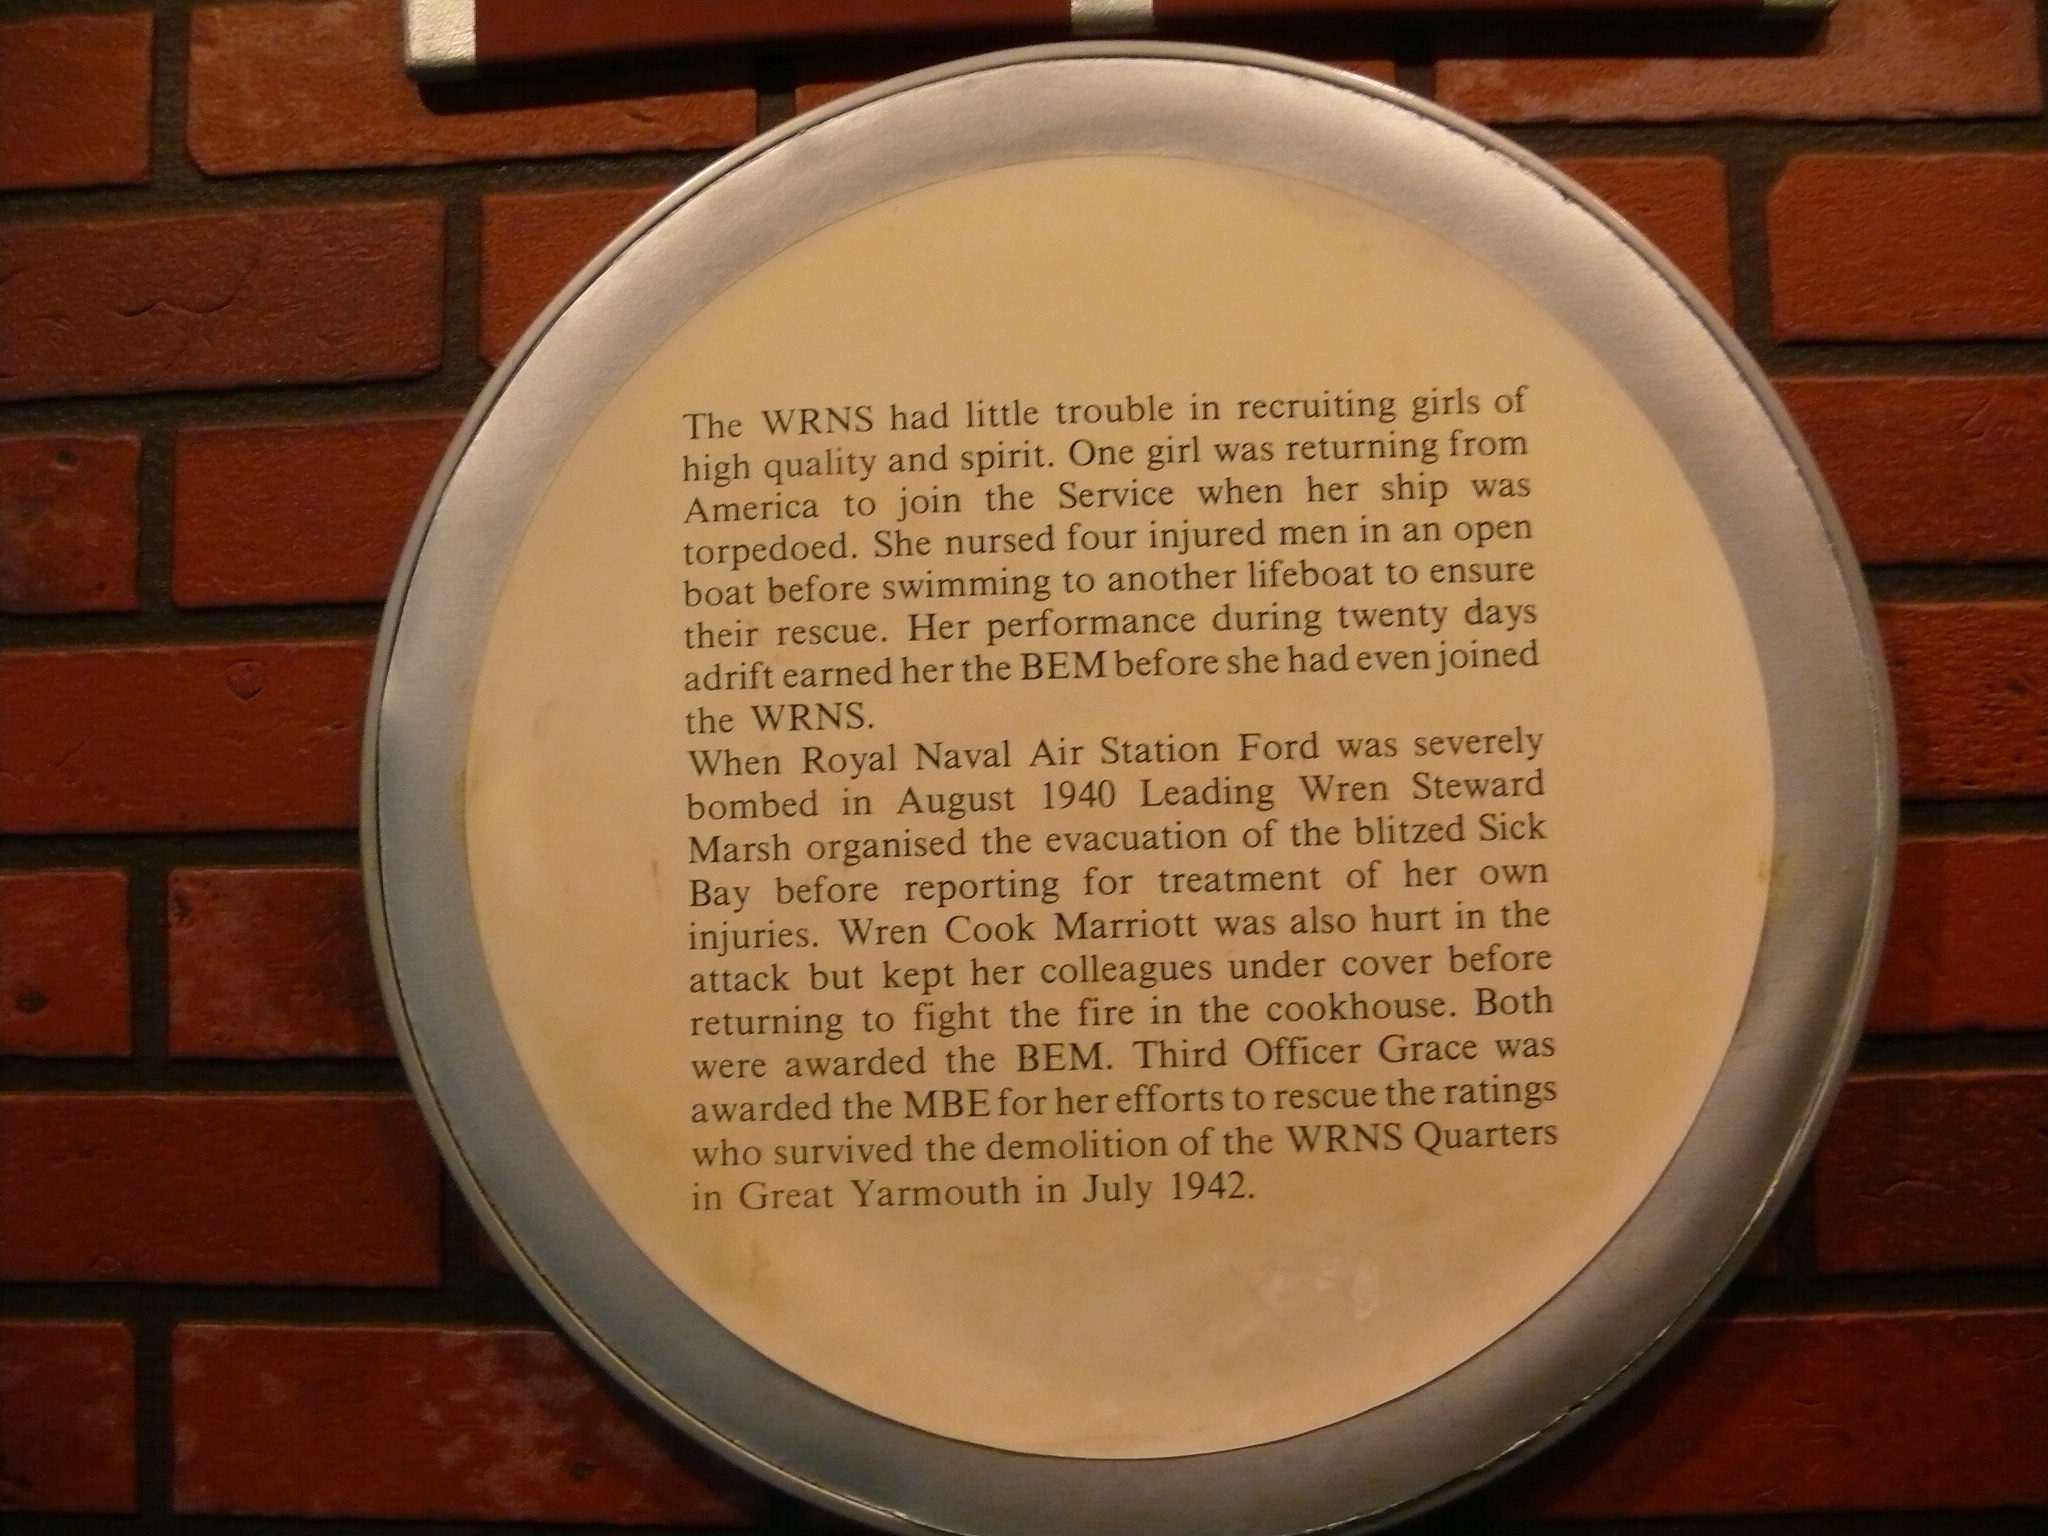 The WRNS had little trouble in recruiting girls of
high quality and spirit. One girl was returning from
America to join the Service when her ship was
torpedoed. She nursed four injured men in an open
boat before swimming to another lifeboat to ensure
their rescue. Her performance during twenty days
adrift earned her the BEM before she had even joined
the WRNS.
When Royal Naval Air Station Ford was severely
bombed in August 1940 Leading Wren Steward
Marsh organised the evacuation of the blitzed Sick
Bay before reporting for treatment of her own
injuries. Wren Cook Marriott was also hurt in the
attack but kept her colleagues under cover before
returning to fight the fire in the cookhouse. Both
were awarded the BEM. Third Officer Grace was
awarded the MBE for her efforts to rescue the ratings
who survived the demolition of the WRNS Quarters
in Great Yarmouth in July 1942.